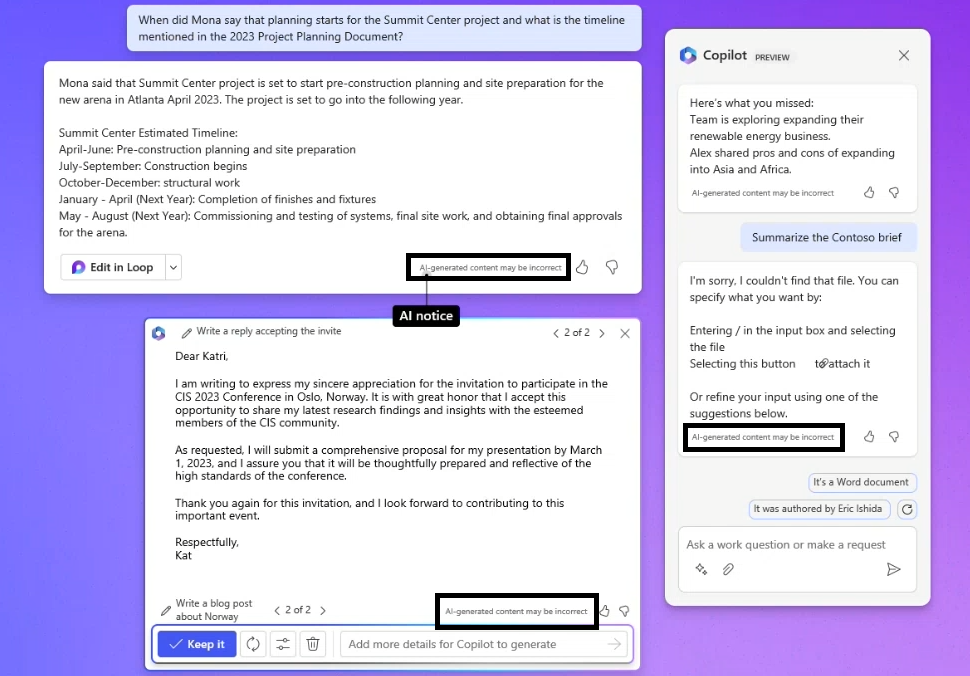 When did Mona say that planning starts for the Summit Center project and what is the timeline
mentioned in the 2023 Project Planning Document?
Mona said that Summit Center project is set to start pre-construction planning and site preparation for the
new arena in Atlanta April 2023. The project is set to go into the following year.
Summit Center Estimated Timeline:
April-June: Pre-construction planning and site preparation
July-September: Construction begins
October-December: structural work
January - April (Next Year): Completion of finishes and fixtures
May - August (Next Year): Commissioning and testing of systems, final site work, and obtaining final approvals
for the arena.
Edit in Loop
AI-generated content may be incorrect
AI notice
Write a reply accepting the invite
2 of 2
Dear Katri,
I am writing to express my sincere appreciation for the invitation to participate in the
CIS 2023 Conference in Oslo, Norway. It is with great honor that I accept this
opportunity to share my latest research findings and insights with the esteemed
members of the CIS community.
As requested, I will submit a comprehensive proposal for my presentation by March
1, 2023, and I assure you that it will be thoughtfully prepared and reflective of the
high standards of the conference.
Thank you again for this invitation, and I look forward to contributing to this
important event.
Respectfully,
Kat
Write a blog post
about Norway
2 of 2
AI-generated content may be incorrect
Keep it
Add more details for Copilot to generate
Copilot PREVIEW
Here's what you missed:
Team is exploring expanding their
renewable energy business.
Alex shared pros and cons of expanding
into Asia and Africa.
AI-generated content may be incorrect
Summarize the Contoso brief
I'm sorry, I couldn't find that file. You can
specify what you want by:
Entering / in the input box and selecting
the file
Selecting this button to attach it
Or refine your input using one of the
suggestions below.
AI-generated content may be incorrect
It's a Word document
It was authored by Eric Ishida
Ask a work question or make a request